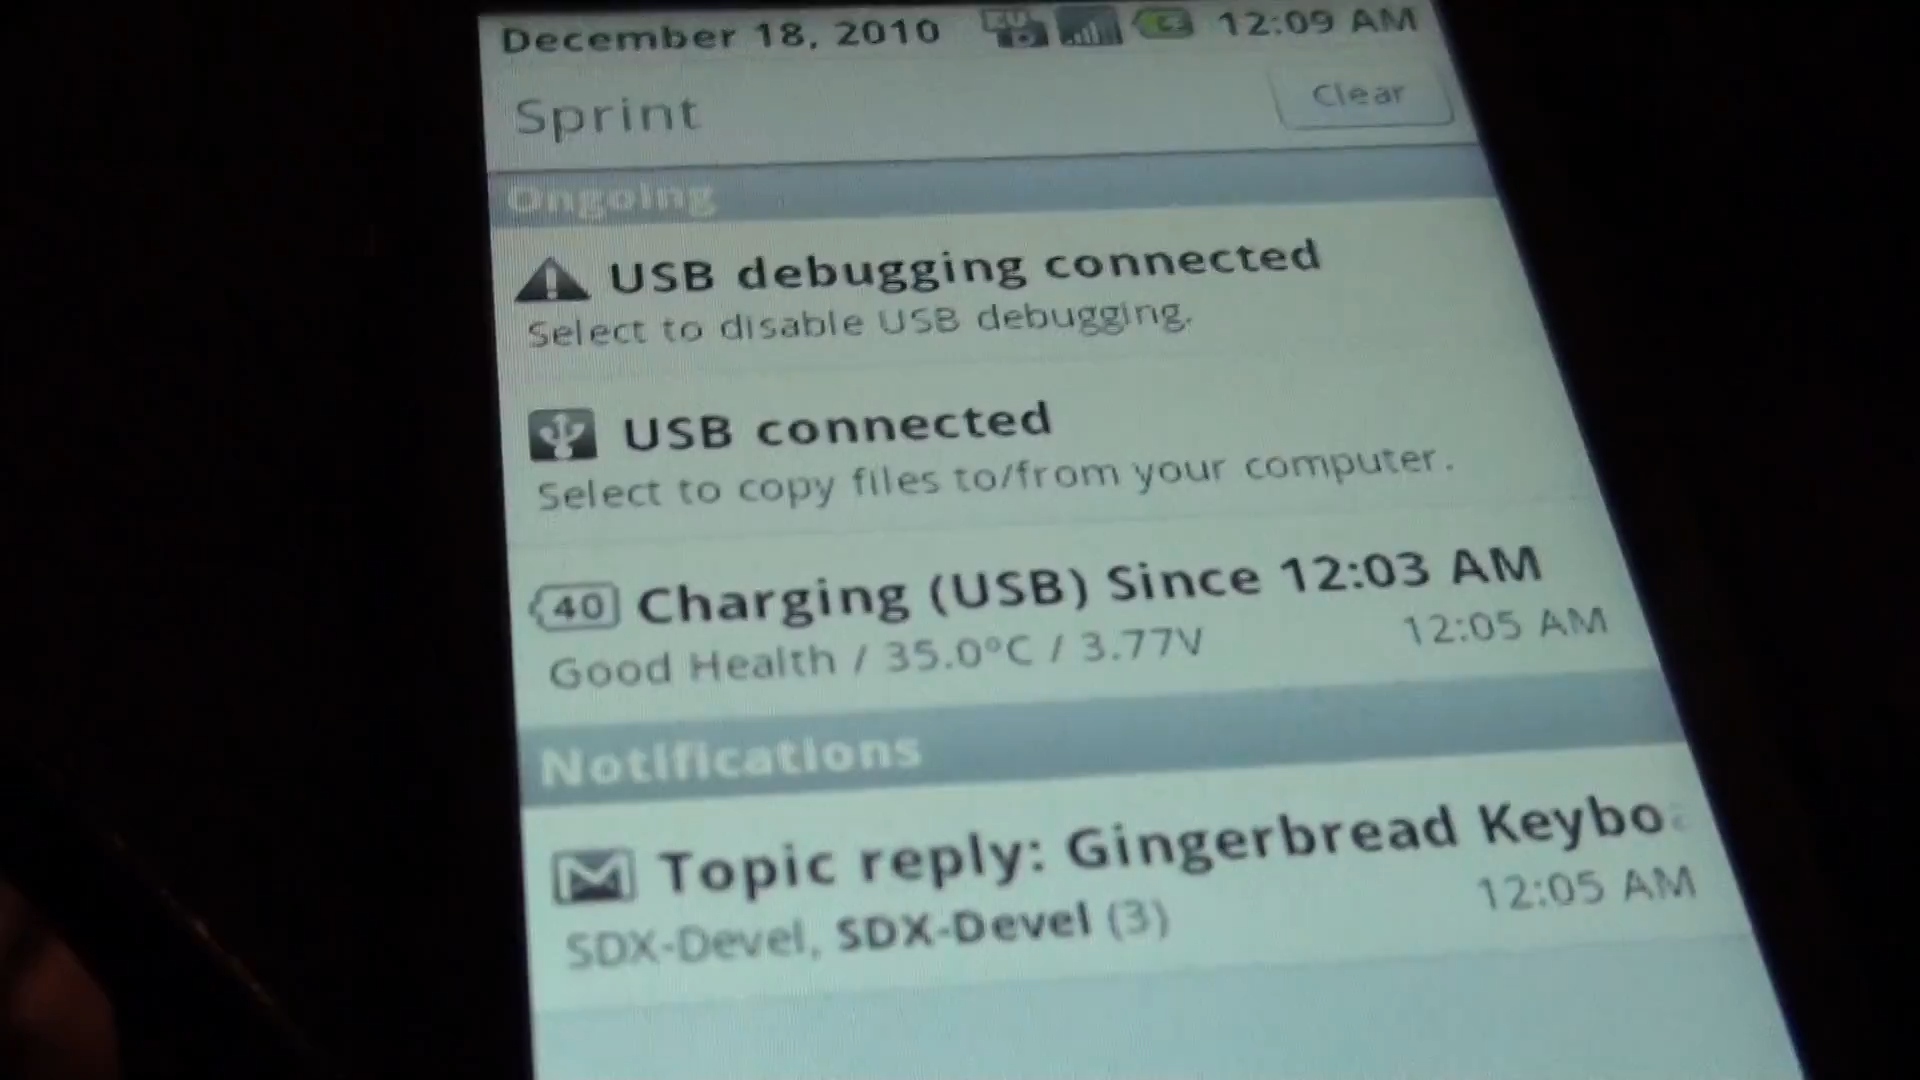 December 18, 2010 12:09 AM
Sprint Clear
Ongoing
USB debugging connected
Select to disable USB debugging.
USB connected
Select to copy files to/from your computer.
40 Charging (USB) Since 12:03 AM
Good Health / 35.0°C / 3.77V 12:05 AM
Notifications
Topic reply: Gingerbread Keybo
SDX-Devel, SDX-Devel (3) 12:05 AM